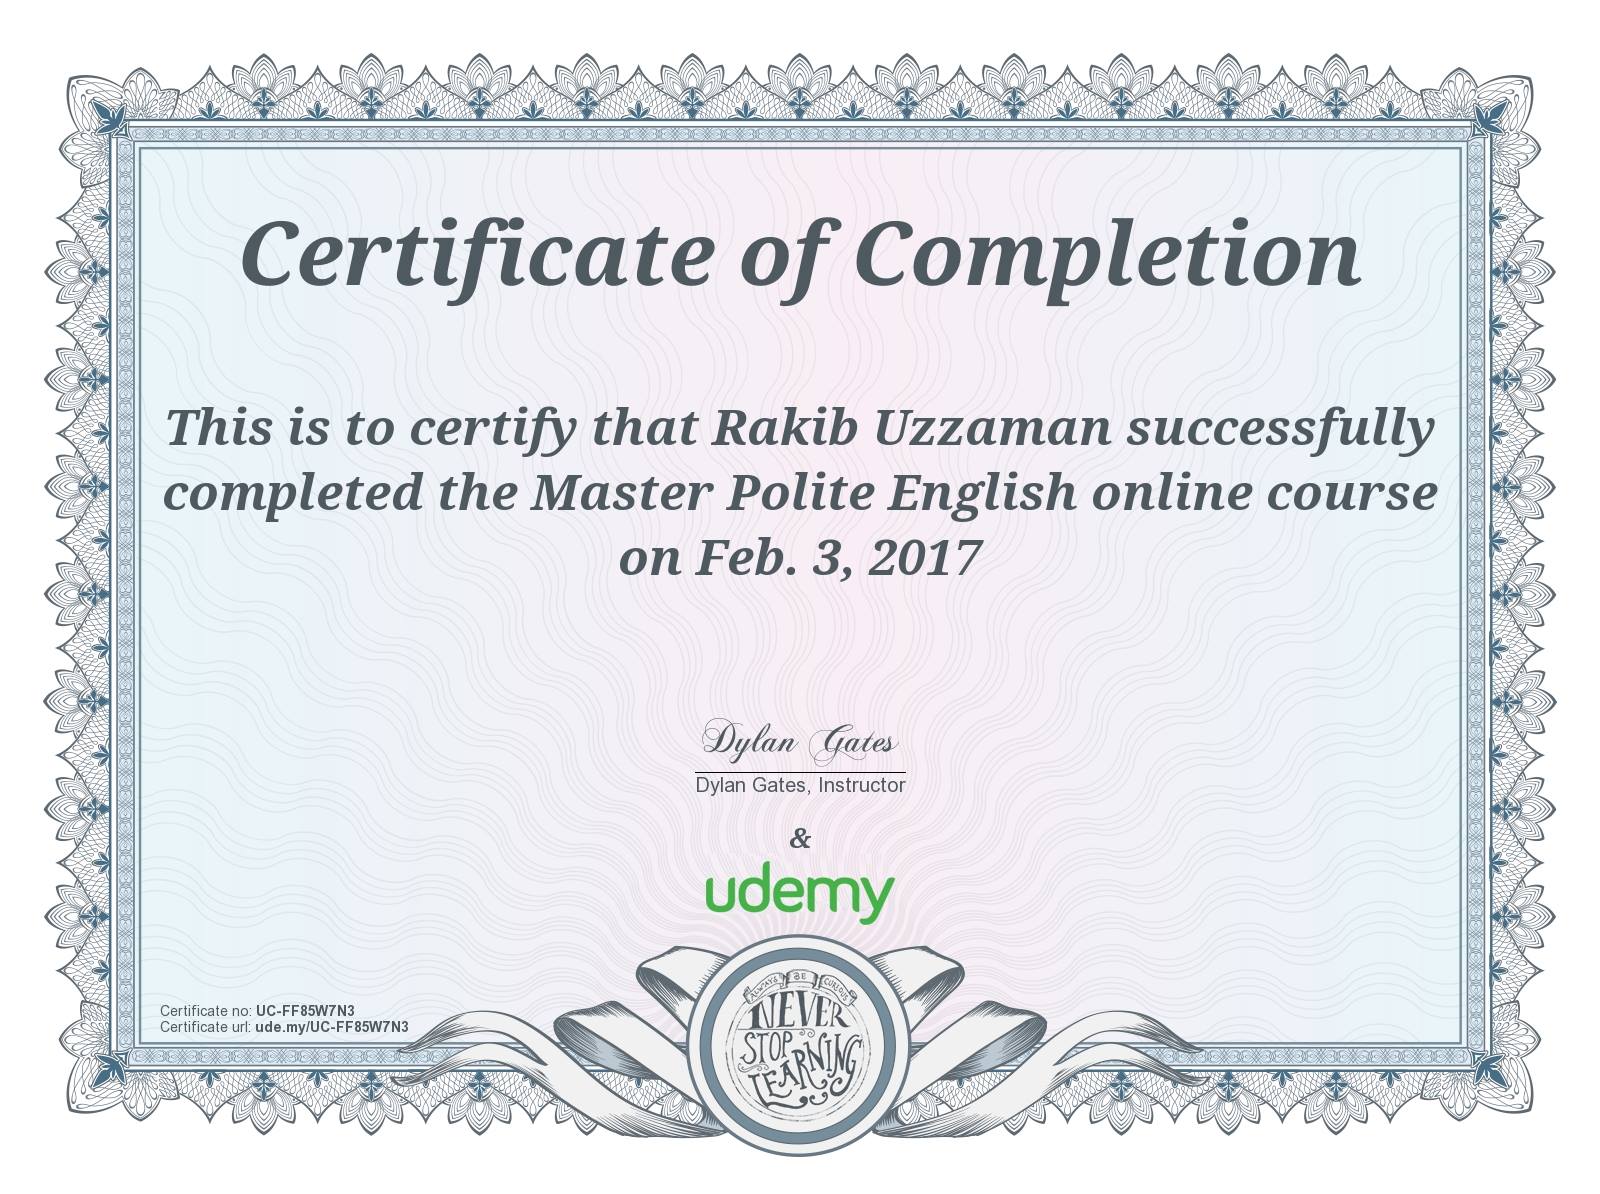 Certificate of Completion
This is to certify that Rakib Uzzaman successfully
completed the Master Polite English online course
on Feb. 3, 2017
Dylan Gates
Dylan Gates, Instructor
&
udemy
Certificate no: UC-FF85W7N3
Certificate url: ude.my/UC-FF85W7N3
ALWAYS BE CURIOUS
NEVER
STOP
LEARNING